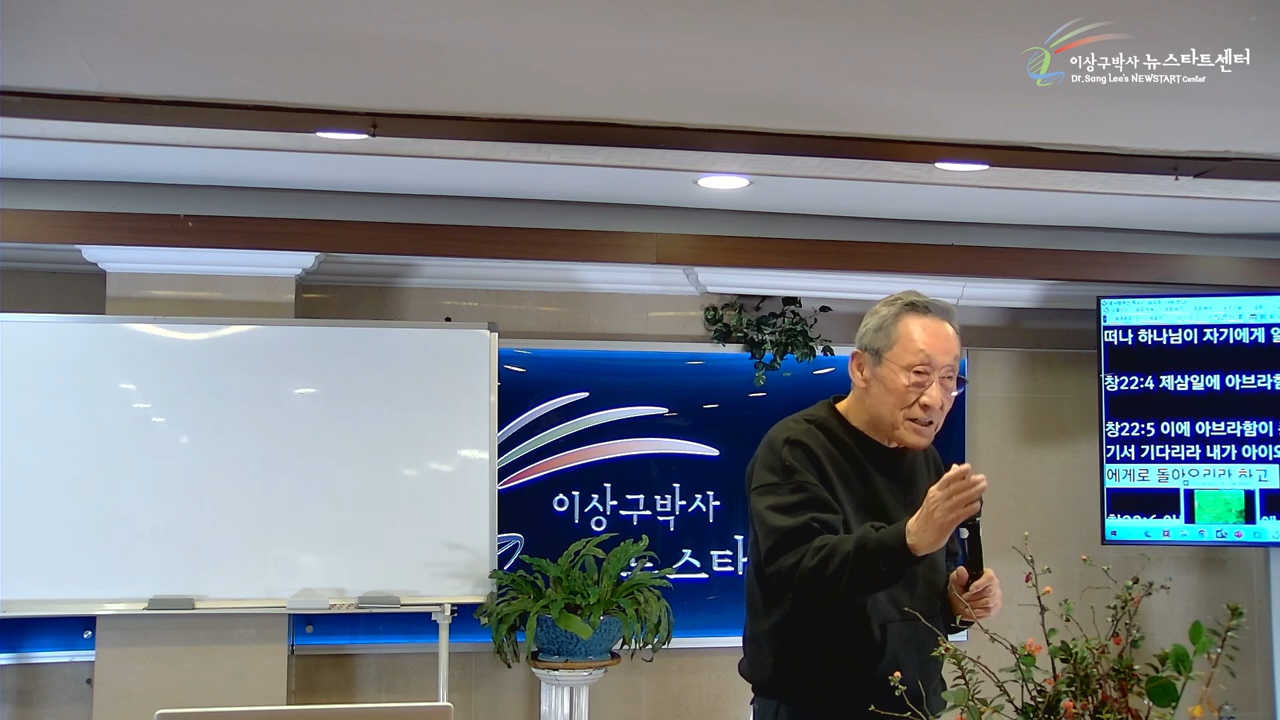 이상구박사 뉴스타트센터
Dr. Sang Lee's NEWSTART Center
이상구박사
스타
떠나 하나님이 자기에게
창22:4 제삼일에 아브라함
창22:5 이에 아브라함이
기서 기다리라 내가 아이와
에게로 돌아오리라 하고